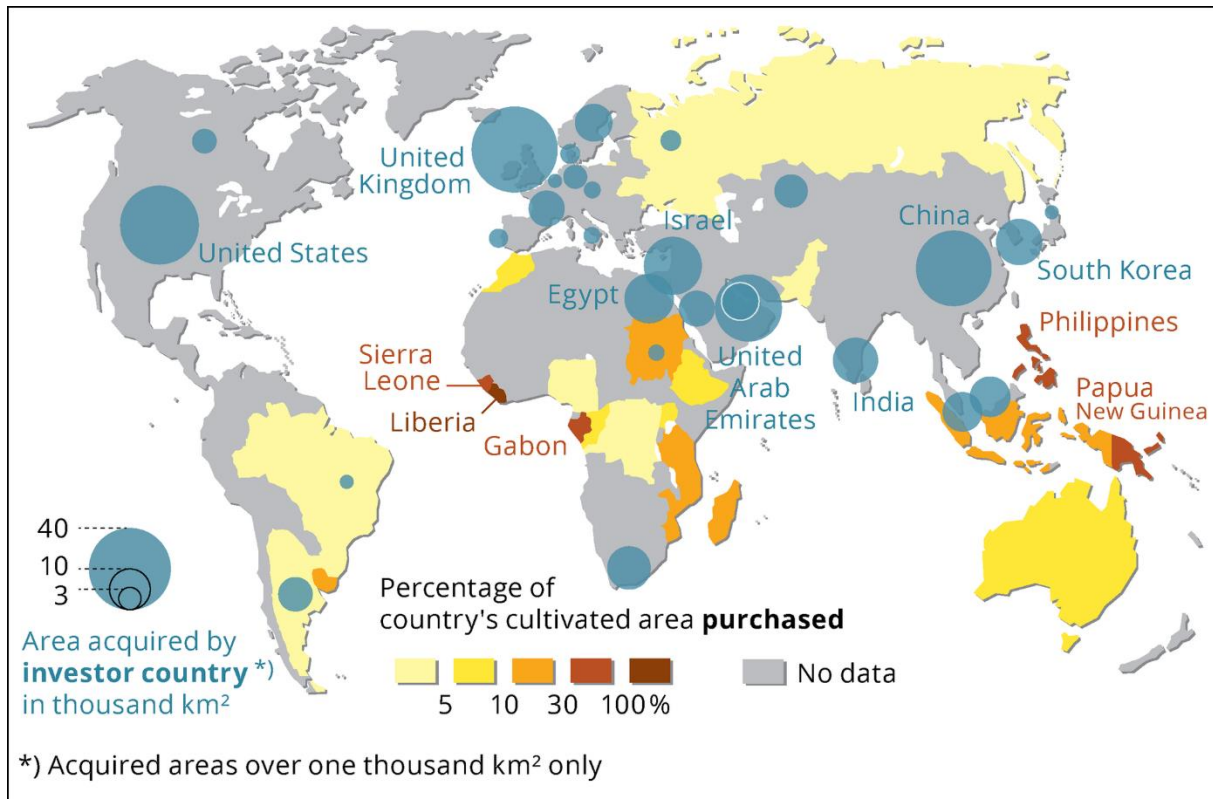 United
Kingdom
United States
Israel
China
South Korea
Egypt
Philippines
United
Arab
Emirates
India
Papua
New Guinea
Sierra
Leone
Liberia
Gabon
40
10
3
Area acquired by
investor country *)
in thousand km²
Percentage of
country's cultivated area purchased
5 10 30 100%
No data
*) Acquired areas over one thousand km² only